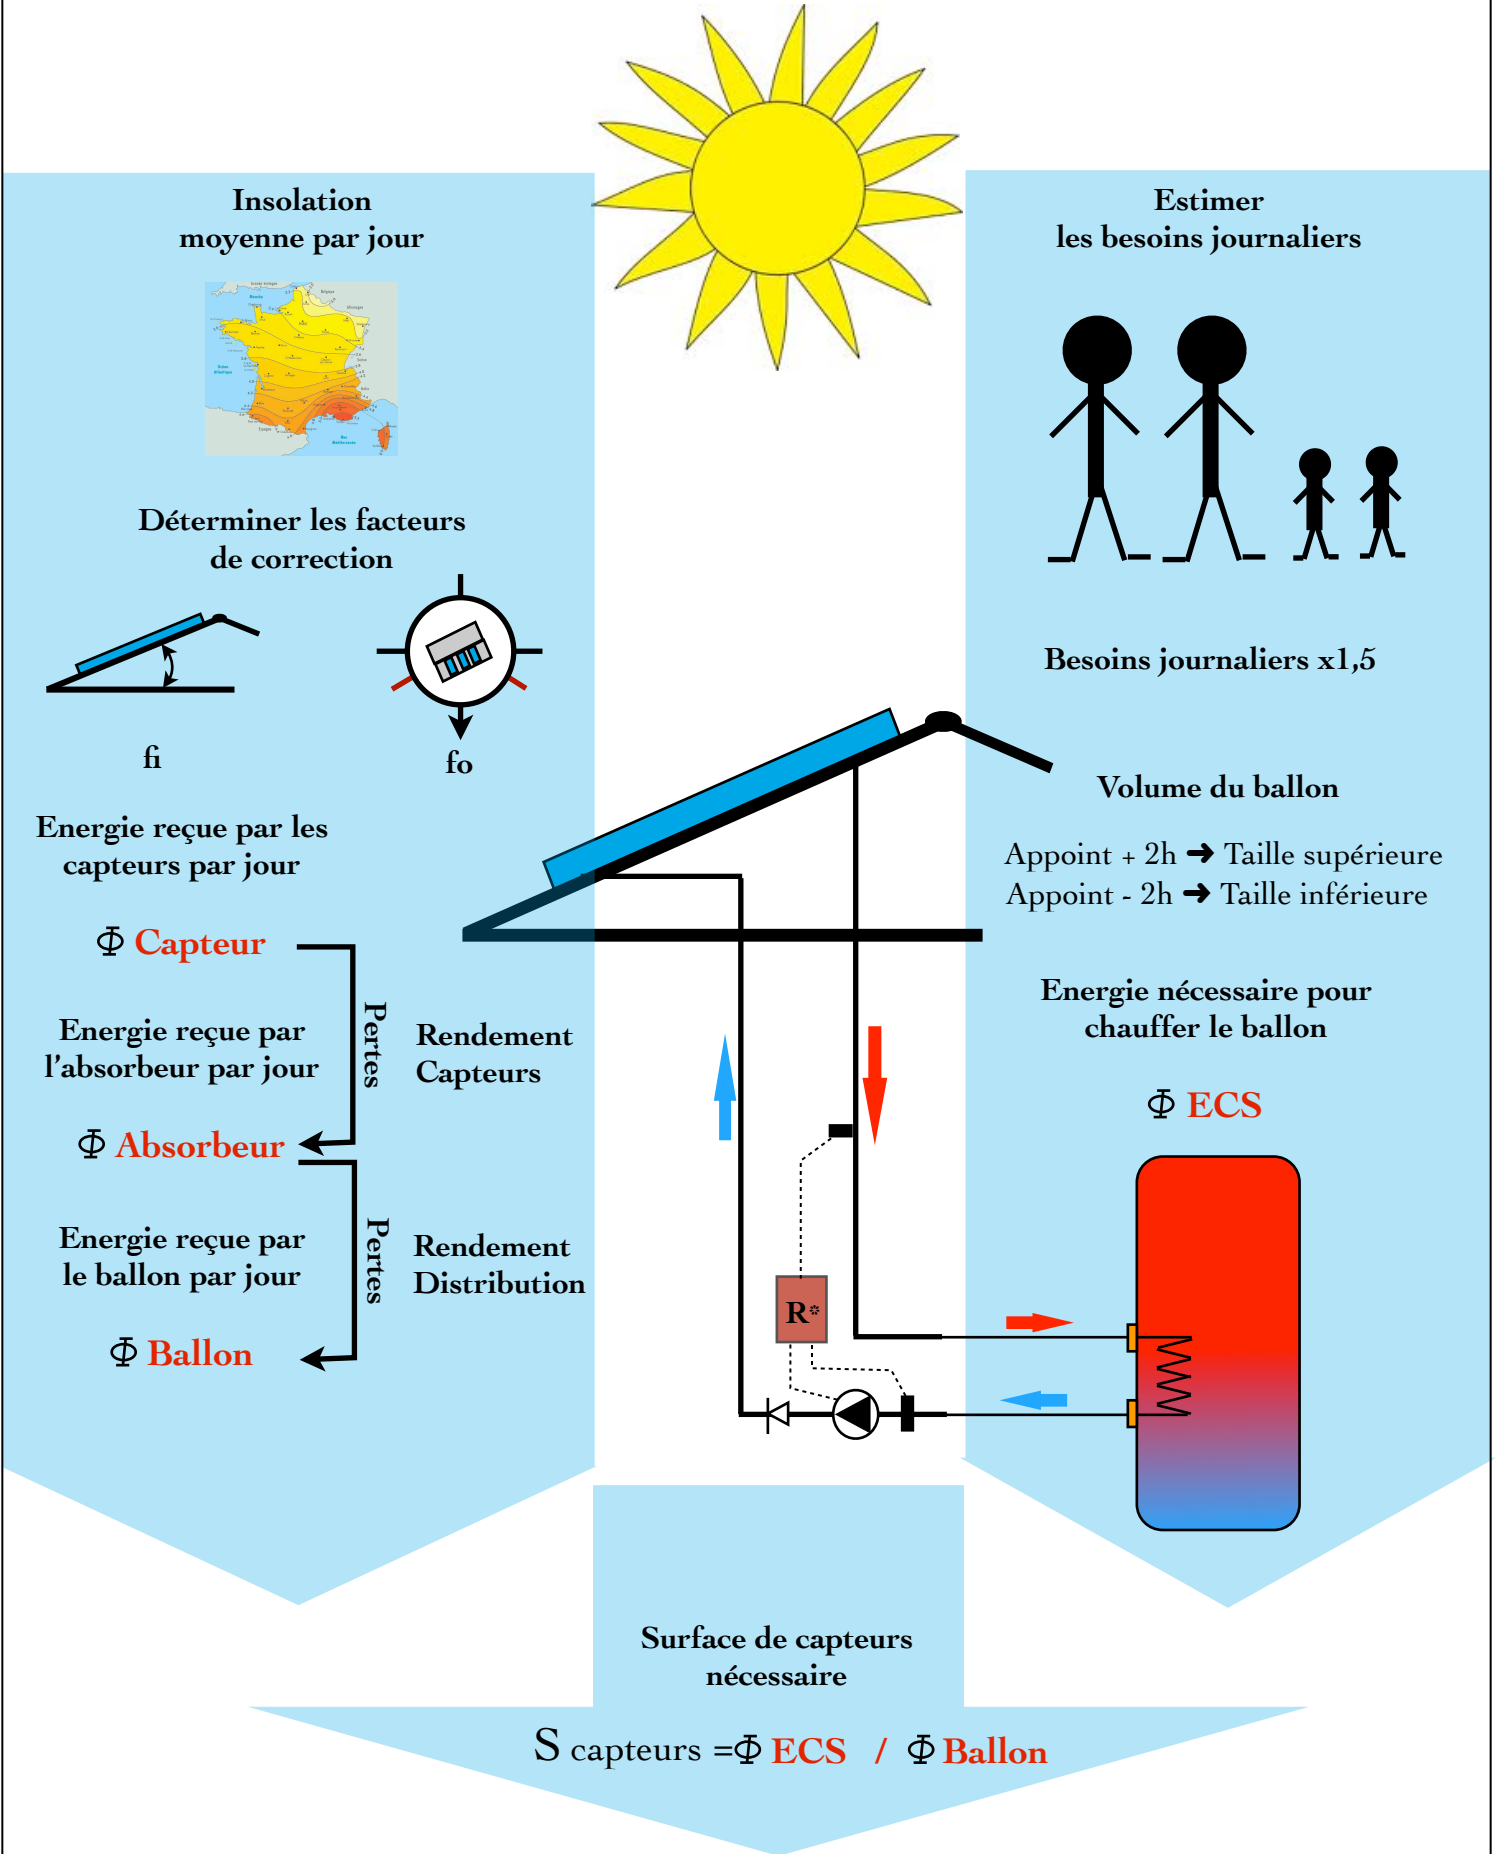 Insolation
moyenne par jour
Déterminer les facteurs
de correction
fi
fo
Energie reçue par les
capteurs par jour
Φ Capteur
Pertes
Rendement
Capteurs
Energie reçue par
l'absorbeur par jour
Φ Absorbeur
Pertes
Rendement
Distribution
Energie reçue par
le ballon par jour
Φ Ballon
R*
Estimer
les besoins journaliers
Besoins journaliers x1,5
Volume du ballon
Appoint + 2h ➜ Taille supérieure
Appoint - 2h ➜ Taille inférieure
Energie nécessaire pour
chauffer le ballon
Φ ECS
Surface de capteurs
nécessaire
S capteurs =Φ ECS / Φ Ballon